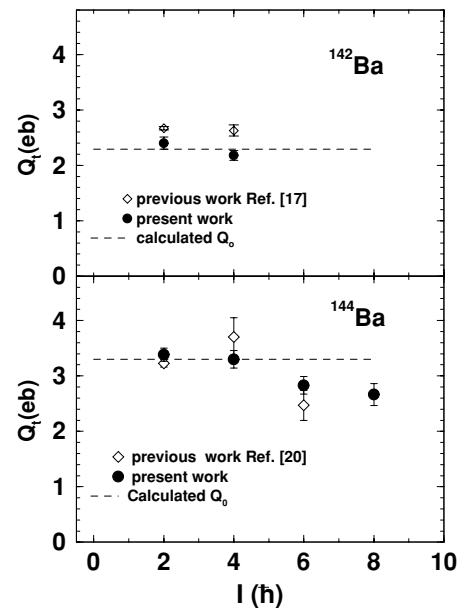 4
3
2
1
0
Q_t(eb)
¹⁴²Ba
previous work Ref. [17]
present work
calculated Q_o
4
3
2
1
0
Q_t(eb)
¹⁴⁴Ba
previous work Ref. [20]
present work
Calculated Q_0
0 2 4 6 8 10
I (ħ)